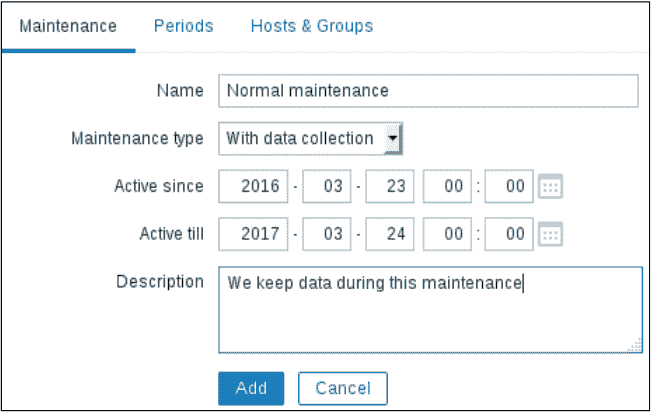 Maintenance Periods Hosts & Groups
Name Normal maintenance
Maintenance type With data collection
Active since 2016 - 03 - 23 00 : 00
Active till 2017 - 03 - 24 00 : 00
Description We keep data during this maintenance
Add Cancel